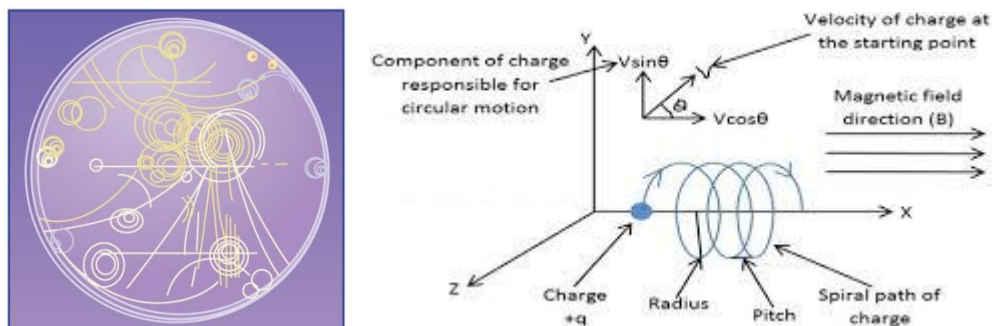 Velocity of charge at
the starting point
Component of charge
responsible for
circular motion
Y
Vsinθ
V
θ
Vcosθ
Magnetic field
direction (B)
X
Z
Charge
+q
Radius
Pitch
Spiral path of
charge